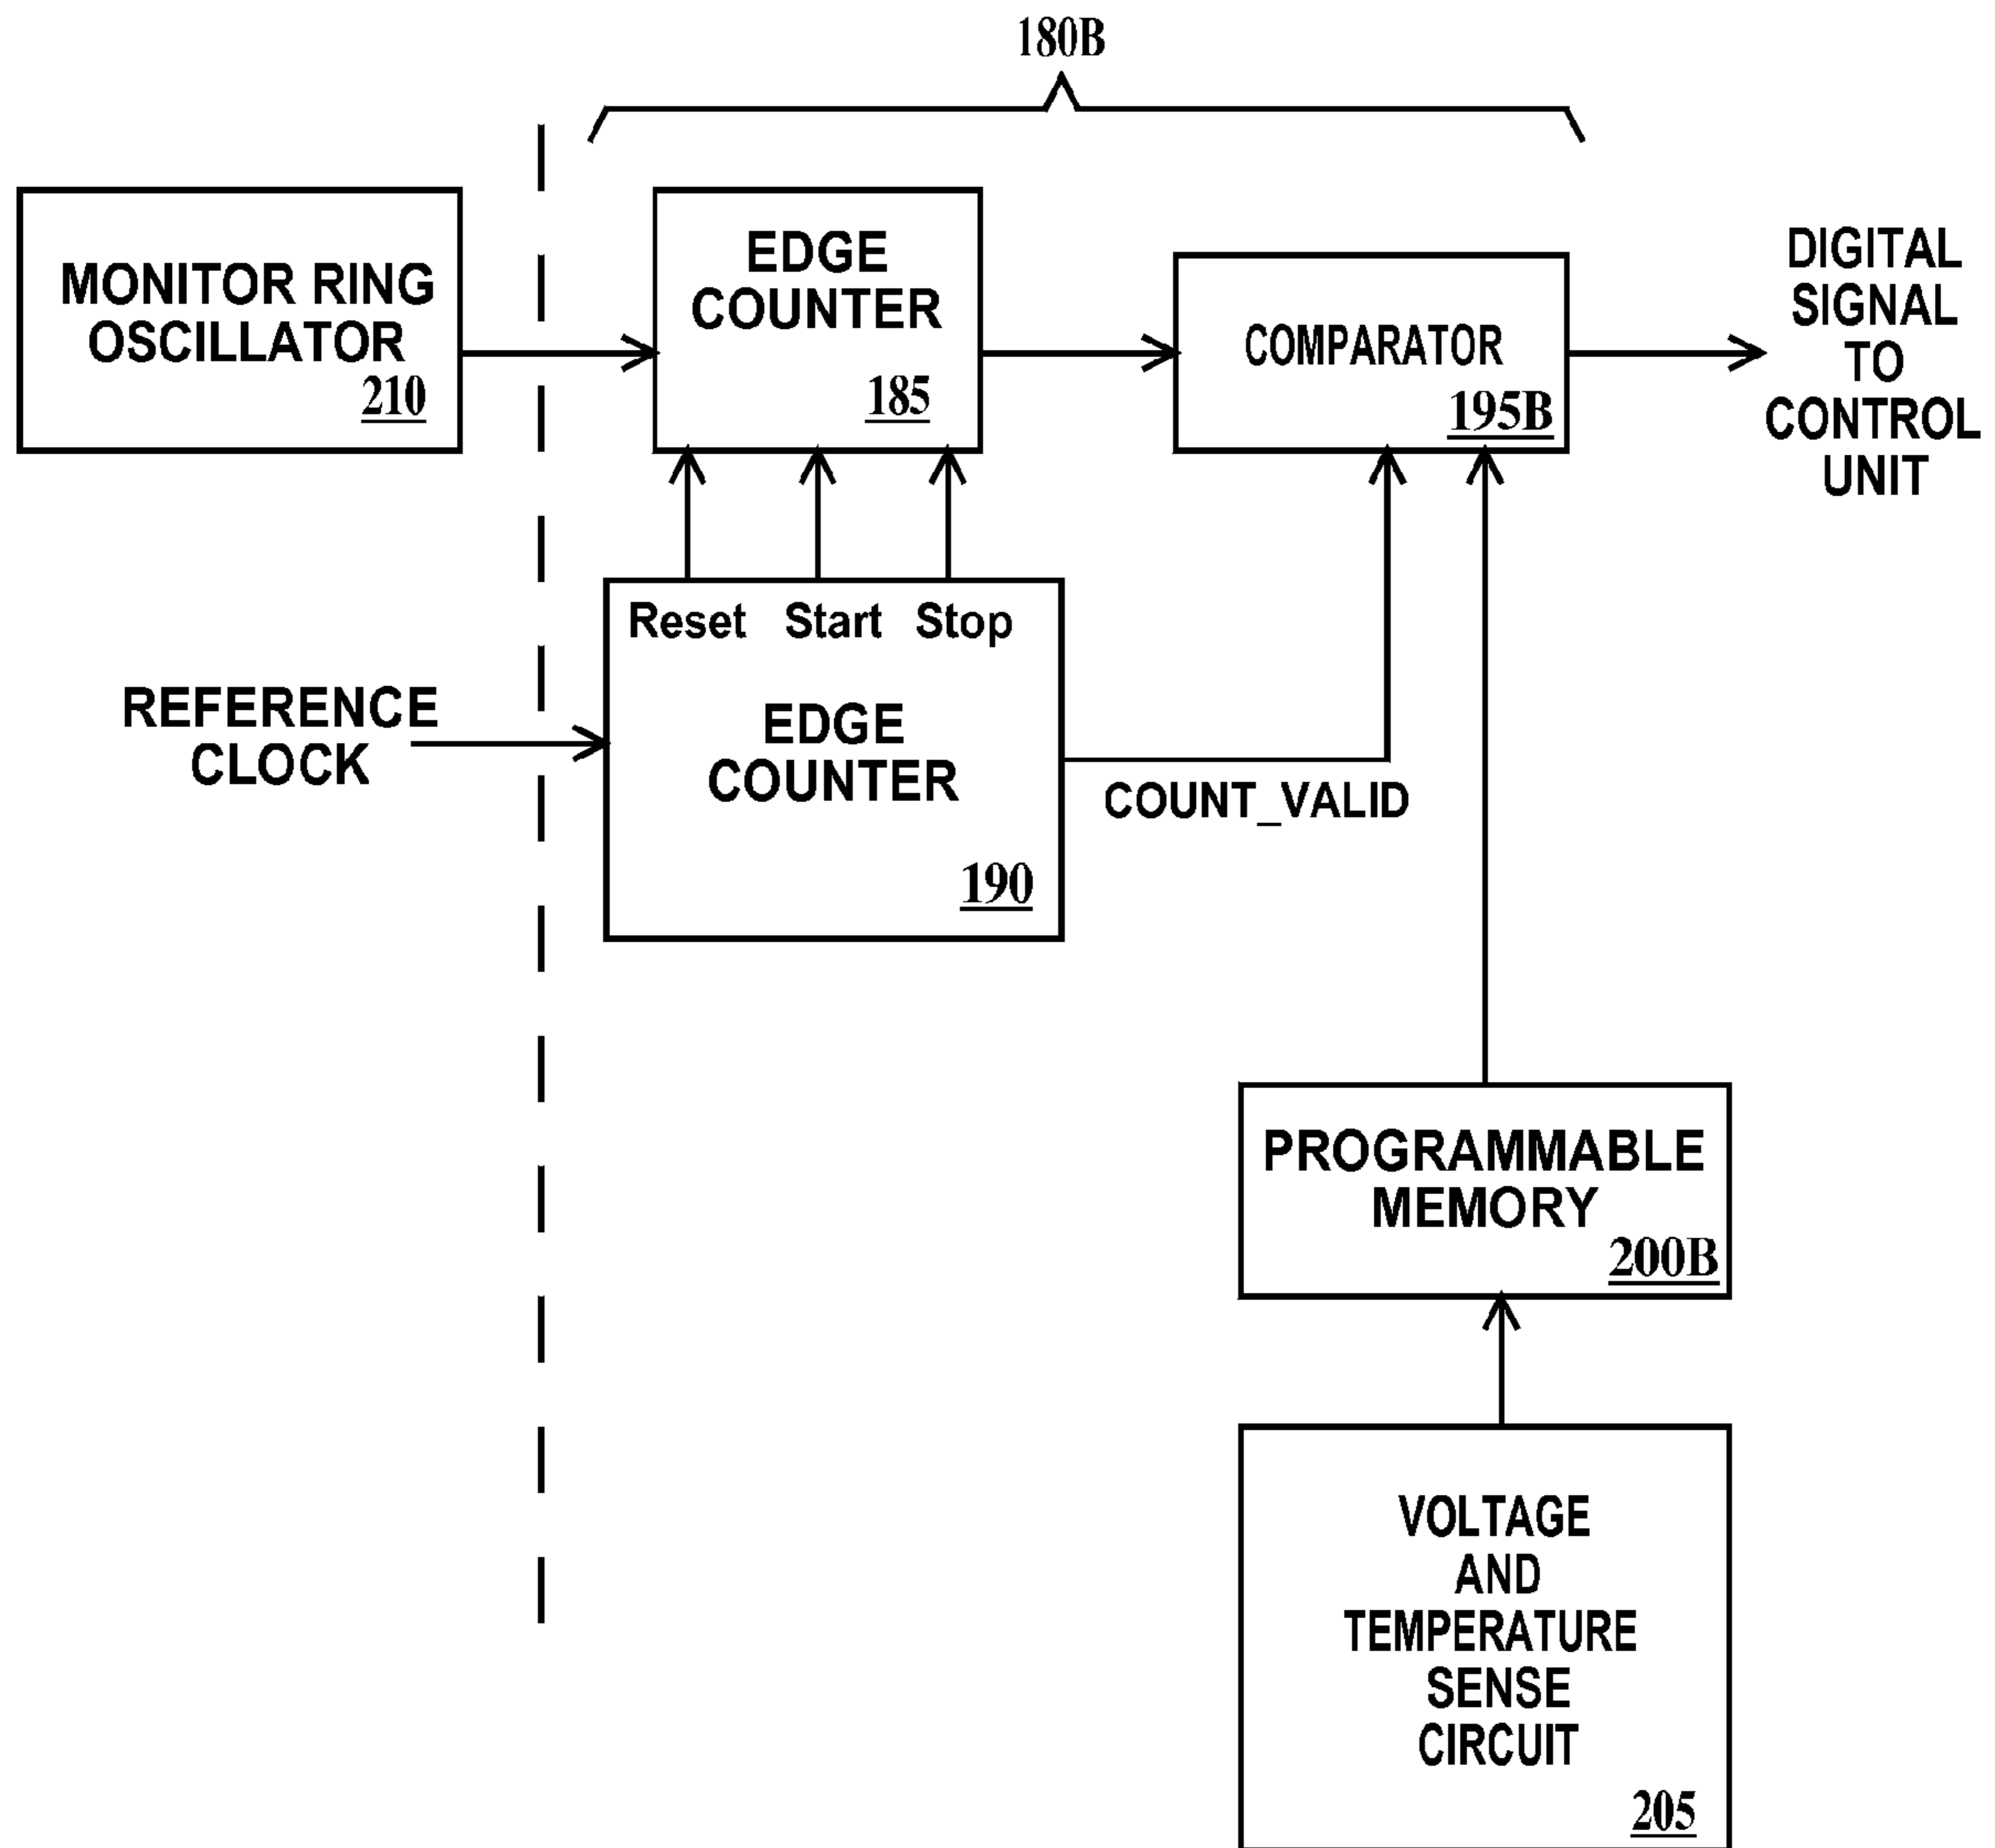 180B
MONITOR RING
OSCILLATOR
210
EDGE
COUNTER
185
COMPARATOR
195B
DIGITAL
SIGNAL
TO
CONTROL
UNIT
Reset Start Stop
REFERENCE
CLOCK
EDGE
COUNTER
190
COUNT_VALID
PROGRAMMABLE
MEMORY
200B
VOLTAGE
AND
TEMPERATURE
SENSE
CIRCUIT
205